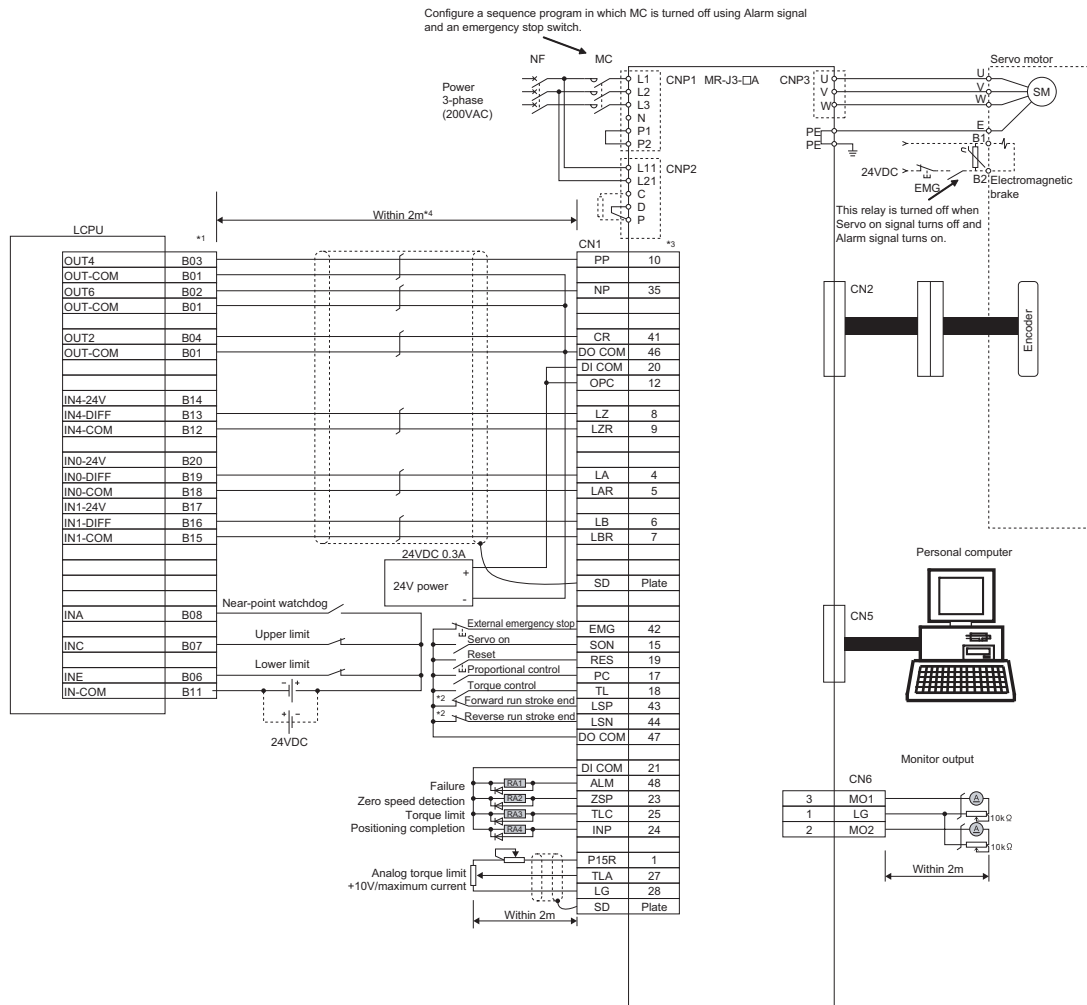 Configure a sequence program in which MC is turned off using Alarm signal
and an emergency stop switch.
NF MC
Power
3-phase
(200VAC)
L1 CNP1 MR-J3-□A CNP3 U
L2 V
L3 W
N
P1
P2
PE
PE
L11 CNP2
L21
C
D
P
Servo motor
U
V
W
SM
E
B1
24VDC
EMG
B2 Electromagnetic
brake
This relay is turned off when
Servo on signal turns off and
Alarm signal turns on.
Within 2m*4
LCPU
*1
OUT4 B03
OUT-COM B01
OUT6 B02
OUT-COM B01
OUT2 B04
OUT-COM B01
IN4-24V B14
IN4-DIFF B13
IN4-COM B12
IN0-24V B20
IN0-DIFF B19
IN0-COM B18
IN1-24V B17
IN1-DIFF B16
IN1-COM B15
INA B08
INC B07
INE B06
IN-COM B11
Near-point watchdog
Upper limit
Lower limit
- +
+ -
24VDC
24VDC 0.3A
24V power
+
-
CN1 *3
PP 10
NP 35
CR 41
DO COM 46
DI COM 20
OPC 12
LZ 8
LZR 9
LA 4
LAR 5
LB 6
LBR 7
SD Plate
External emergency stop EMG 42
Servo on SON 15
Reset RES 19
Proportional control PC 17
Torque control TL 18
*2 Forward run stroke end LSP 43
*2 Reverse run stroke end LSN 44
DO COM 47
DI COM 21
Failure RA1 ALM 48
Zero speed detection RA2 ZSP 23
Torque limit RA3 TLC 25
Positioning completion RA4 INP 24
P15R 1
Analog torque limit
+10V/maximum current
TLA 27
LG 28
SD Plate
Within 2m
CN2
Encoder
Personal computer
CN5
Monitor output
CN6
3 MO1 A
1 LG 10kΩ
2 MO2 A
10kΩ
Within 2m